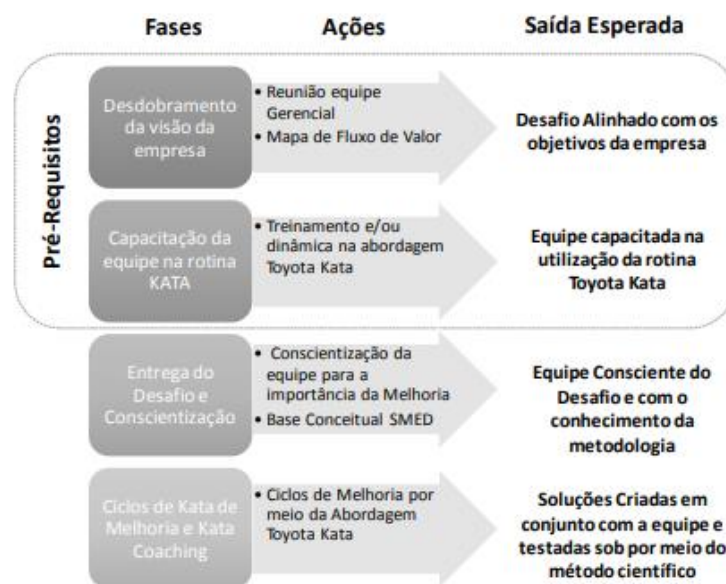 Fases
Ações
Saída Esperada
Pré-Requisitos
Desdobramento
da visão da
empresa
• Reunião equipe
Gerencial
• Mapa de Fluxo de Valor
Desafio Alinhado com os
objetivos da empresa
Capacitação da
equipe na rotina
KATA
• Treinamento e/ou
dinâmica na abordagem
Toyota Kata
Equipe capacitada na
utilização da rotina
Toyota Kata
Entrega do
Desafio e
Conscientização
• Conscientização da
equipe para a
importância da Melhoria
• Base Conceitual SMED
Equipe Consciente do
Desafio e com o
conhecimento da
metodologia
Ciclos de Kata de
Melhoria e Kata
Coaching
• Ciclos de Melhoria por
meio da Abordagem
Toyota Kata
Soluções Criadas em
conjunto com a equipe e
testadas sob por meio do
método científico